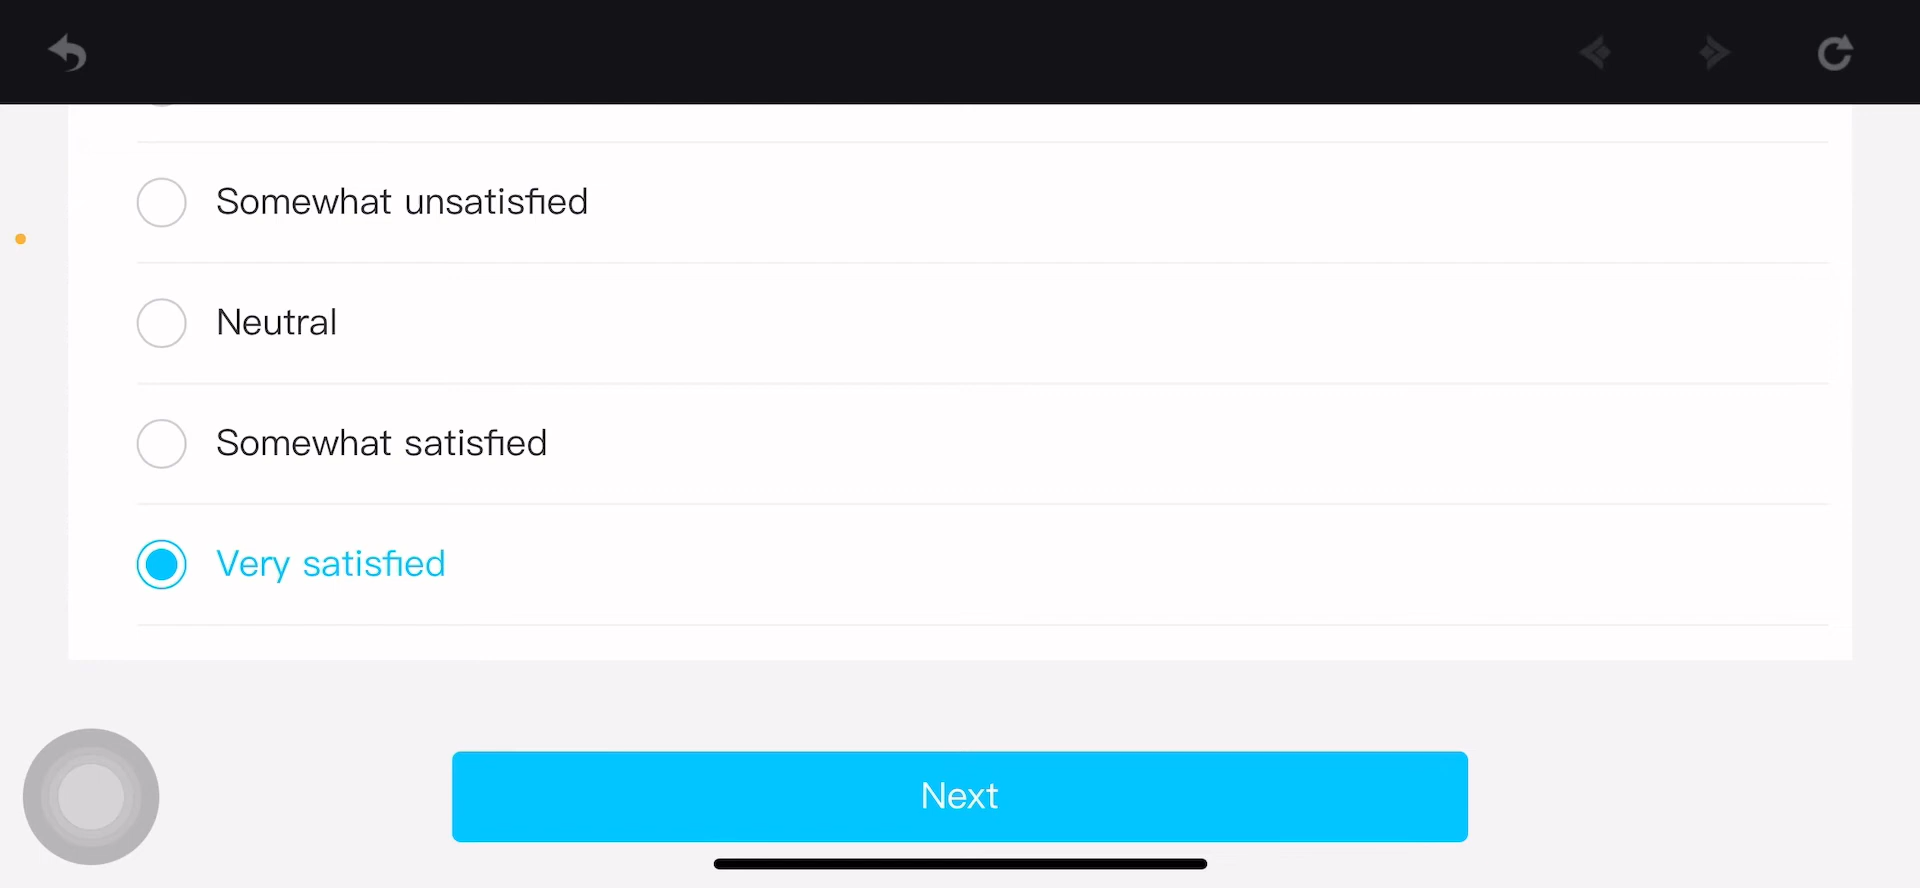 Somewhat unsatisfied
Neutral
Somewhat satisfied
Very satisfied
Next